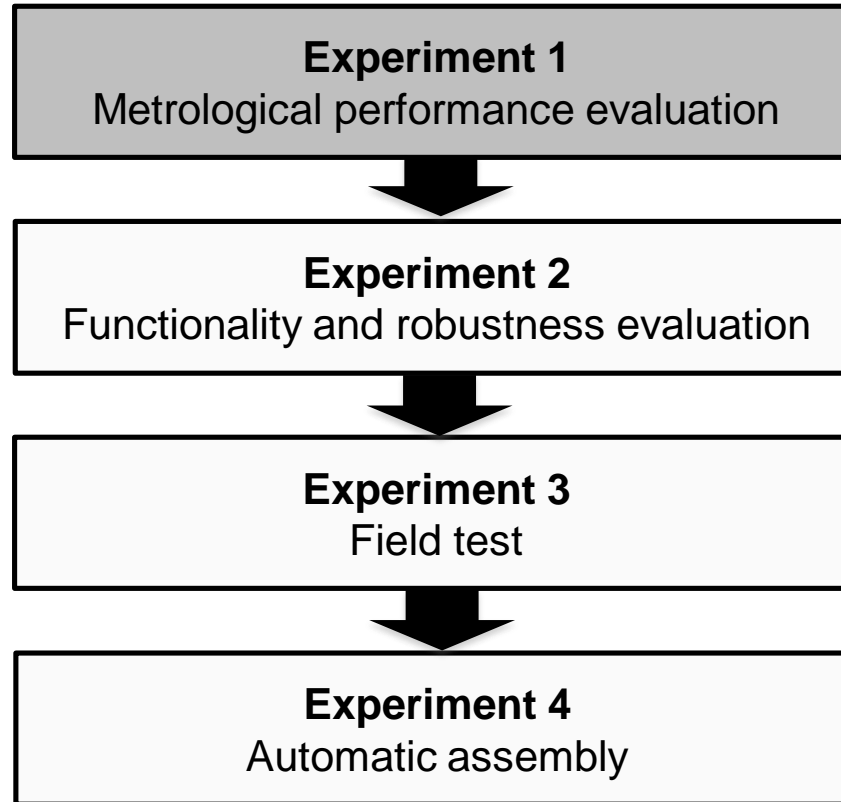 Experiment 1
Metrological performance evaluation
Experiment 2
Functionality and robustness evaluation
Experiment 3
Field test
Experiment 4
Automatic assembly